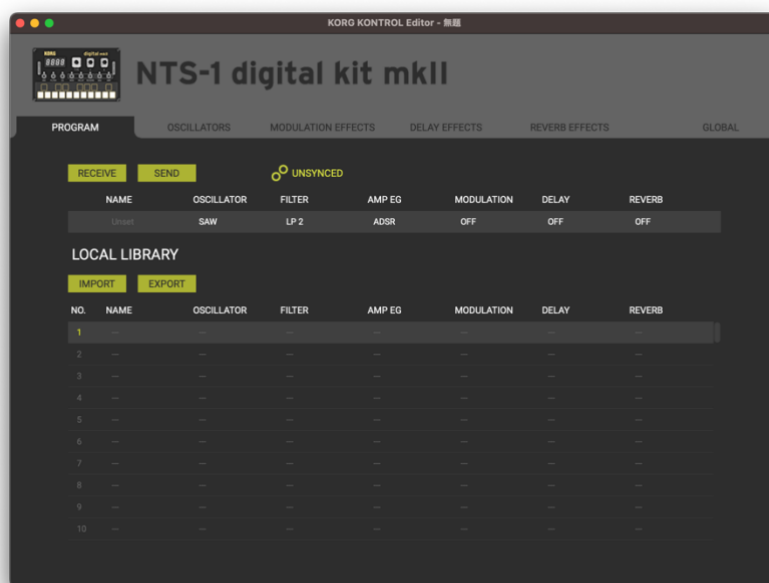 KORG KONTROL Editor - 無題
NTS-1 digital kit mkII
PROGRAM OSCILLATORS MODULATION EFFECTS DELAY EFFECTS REVERB EFFECTS GLOBAL
RECEIVE SEND UNSYNCED
NAME OSCILLATOR FILTER AMP EG MODULATION DELAY REVERB
Unset SAW LP 2 ADSR OFF OFF OFF
LOCAL LIBRARY
IMPORT EXPORT
NO. NAME OSCILLATOR FILTER AMP EG MODULATION DELAY REVERB
1 — — — — — — —
2 — — — — — — —
3 — — — — — — —
4 — — — — — — —
5 — — — — — — —
6 — — — — — — —
7 — — — — — — —
8 — — — — — — —
9 — — — — — — —
10 — — — — — — —